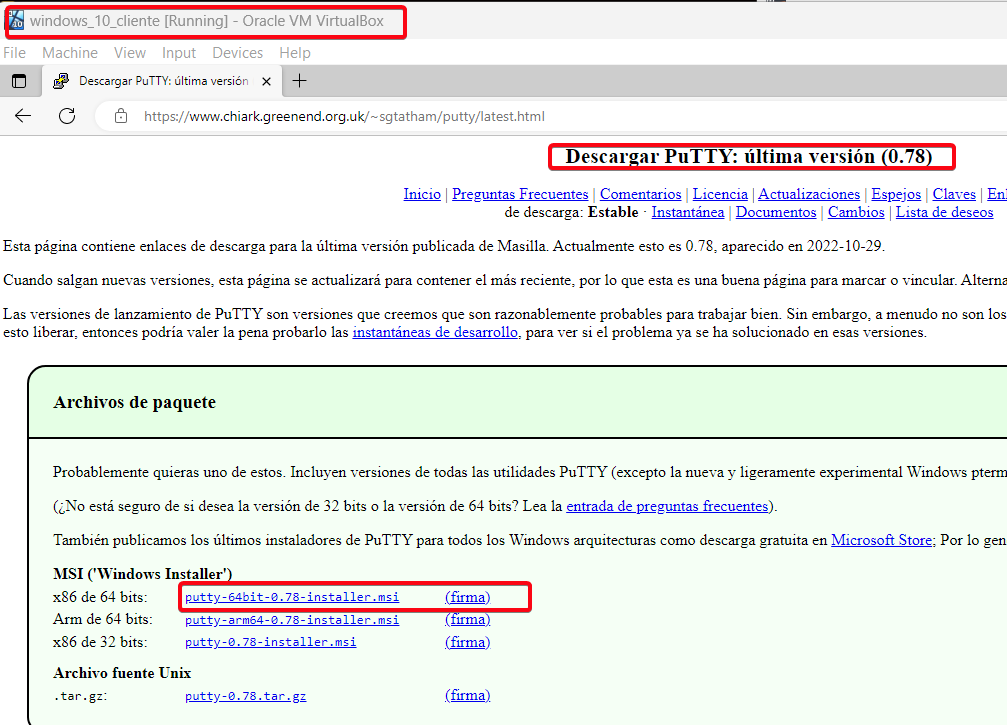 windows_10_cliente [Running] - Oracle VM VirtualBox
File Machine View Input Devices Help
Descargar PuTTY: última versión
https://www.chiark.greenend.org.uk/~sgtatham/putty/latest.html
Descargar PuTTY: última versión (0.78)
Inicio | Preguntas Frecuentes | Comentarios | Licencia | Actualizaciones | Espejos | Claves |
de descarga: Estable · Instantánea | Documentos | Cambios | Lista de deseos
Esta página contiene enlaces de descarga para la última versión publicada de Masilla. Actualmente esto es 0.78, aparecido en 2022-10-29.
Cuando salgan nuevas versiones, esta página se actualizará para contener el más reciente, por lo que esta es una buena página para marcar o vincular.
Las versiones de lanzamiento de PuTTY son versiones que creemos que son razonablemente probables para trabajar bien. Sin embargo, a menudo no son los
esto liberar, entonces podría valer la pena probarlo las instantáneas de desarrollo, para ver si el problema ya se ha solucionado en esas versiones.
Archivos de paquete
Probablemente quieras uno de estos. Incluyen versiones de todas las utilidades PuTTY (excepto la nueva y ligeramente experimental Windows
(¿No está seguro de si desea la versión de 32 bits o la versión de 64 bits? Lea la entrada de preguntas frecuentes).
También publicamos los últimos instaladores de PuTTY para todos los Windows arquitecturas como descarga gratuita en Microsoft Store; Por lo
MSI ('Windows Installer')
x86 de 64 bits: putty-64bit-0.78-installer.msi (firma)
Arm de 64 bits: putty-arm64-0.78-installer.msi (firma)
x86 de 32 bits: putty-0.78-installer.msi (firma)
Archivo fuente Unix
.tar.gz: putty-0.78.tar.gz (firma)